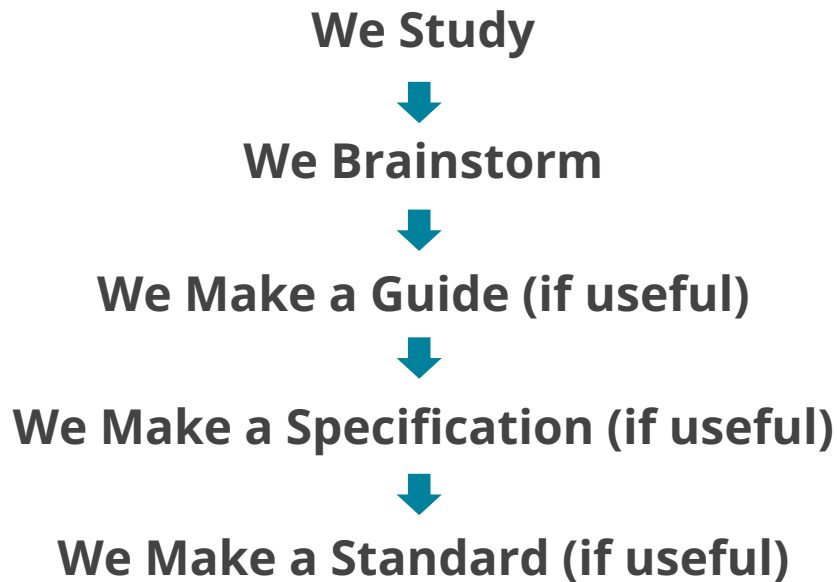 We Study
We Brainstorm
We Make a Guide (if useful)
We Make a Specification (if useful)
We Make a Standard (if useful)